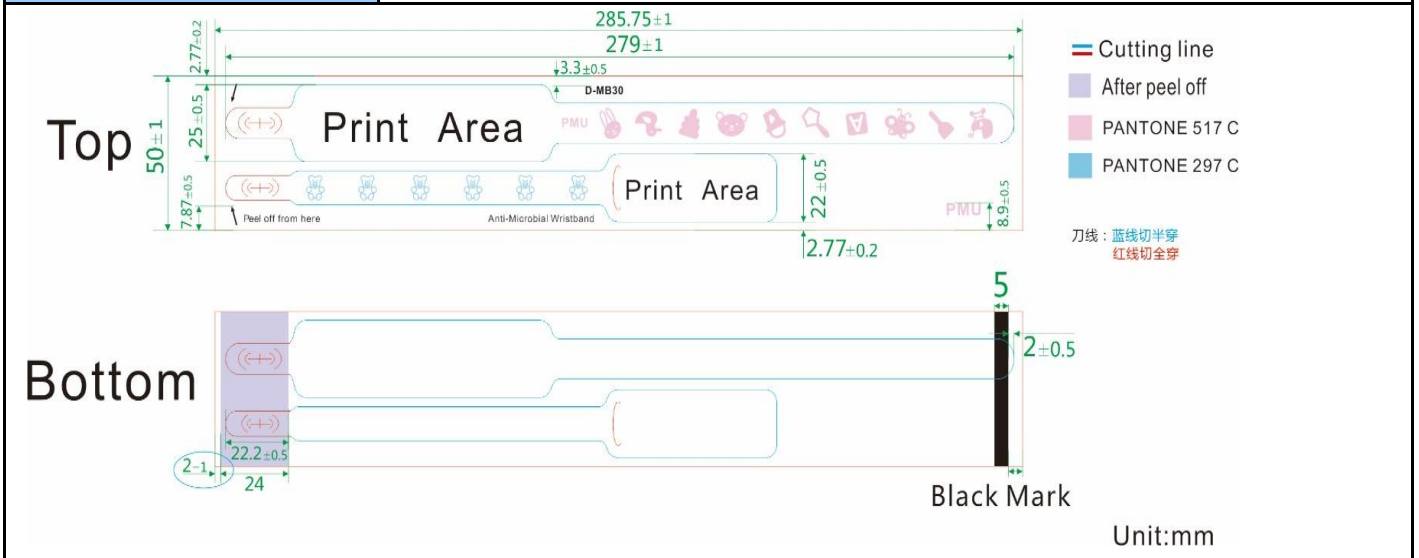 285.75±1
279±1
2.77±0.2
3.3±0.5
D-MB30
Cutting line
After peel off
PANTONE 517 C
PANTONE 297 C
Top
50±1
25±0.5
Print Area
PMU
A
7.87±0.5
Print Area
22±0.5
Peel off from here
Anti-Microbial Wristband
PMU
8.9±0.5
2.77±0.2
刀线：蓝线切半穿
红线切全穿
5
Bottom
2±0.5
22.2±0.5
2-1
24
Black Mark
Unit:mm